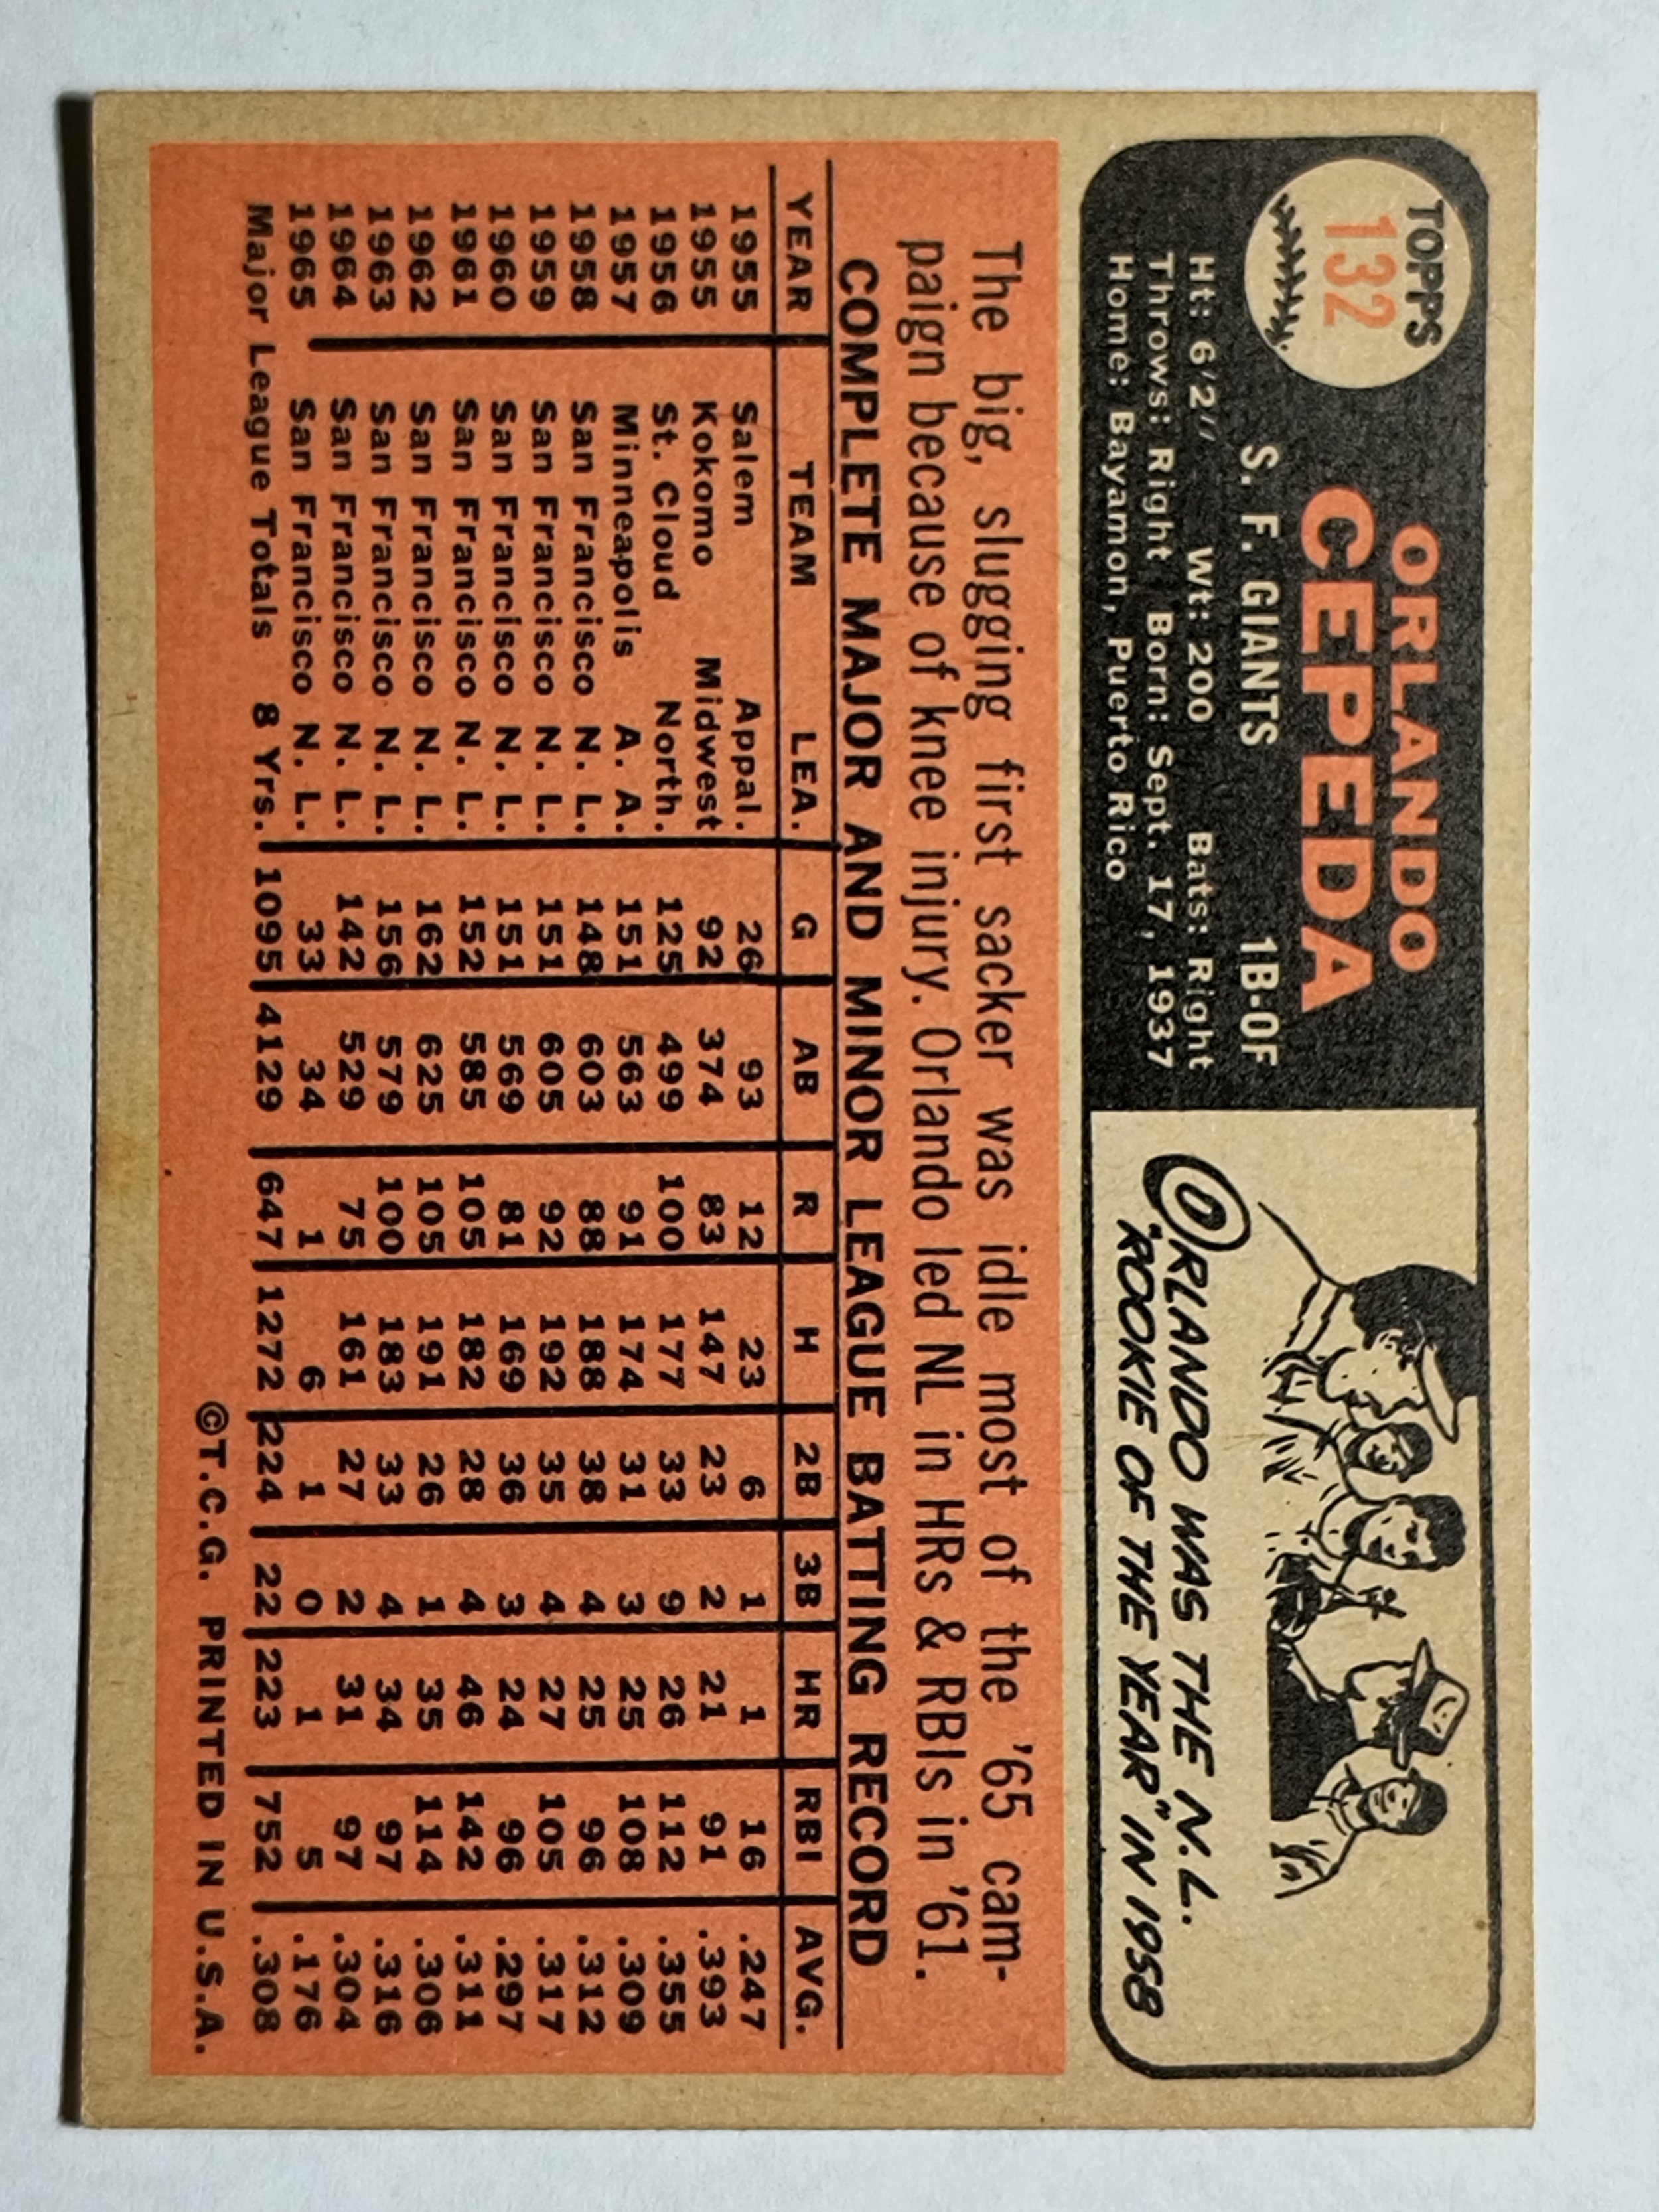 TOPPS
132
ORLANDO
CEPEDA
S. F. GIANTS 1B-OF
Ht: 6'2" Wt: 200 Bats: Right
Throws: Right Born: Sept. 17, 1937
Home: Bayamon, Puerto Rico
ORLANDO WAS THE N.L.
"ROOKIE OF THE YEAR" IN 1958
The big, slugging first sacker was idle most of the '65 cam-
paign because of knee injury. Orlando led NL in HRs & RBIs in '61.
COMPLETE MAJOR AND MINOR LEAGUE BATTING RECORD
YEAR TEAM LEA. G AB R H 2B 3B HR RBI AVG.
1955 Salem Appal. 26 93 12 23 6 1 1 16 .247
1955 Kokomo Midwest 92 374 83 147 23 2 21 91 .393
1956 St. Cloud North. 125 499 100 177 33 9 26 112 .355
1957 Minneapolis A. A. 151 563 91 174 31 3 25 108 .309
1958 San Francisco N. L. 148 603 88 188 38 4 25 96 .312
1959 San Francisco N. L. 151 605 92 192 35 4 27 105 .317
1960 San Francisco N. L. 151 569 81 169 36 3 24 96 .297
1961 San Francisco N. L. 152 585 105 182 28 4 46 142 .311
1962 San Francisco N. L. 162 625 105 191 26 1 35 114 .306
1963 San Francisco N. L. 156 579 100 183 33 4 34 97 .316
1964 San Francisco N. L. 142 529 75 161 27 2 31 97 .304
1965 San Francisco N. L. 33 34 1 6 1 0 1 5 .176
Major League Totals 8 Yrs. 1095 4129 647 1272 224 22 223 752 .308
©T.C.G. PRINTED IN U.S.A.